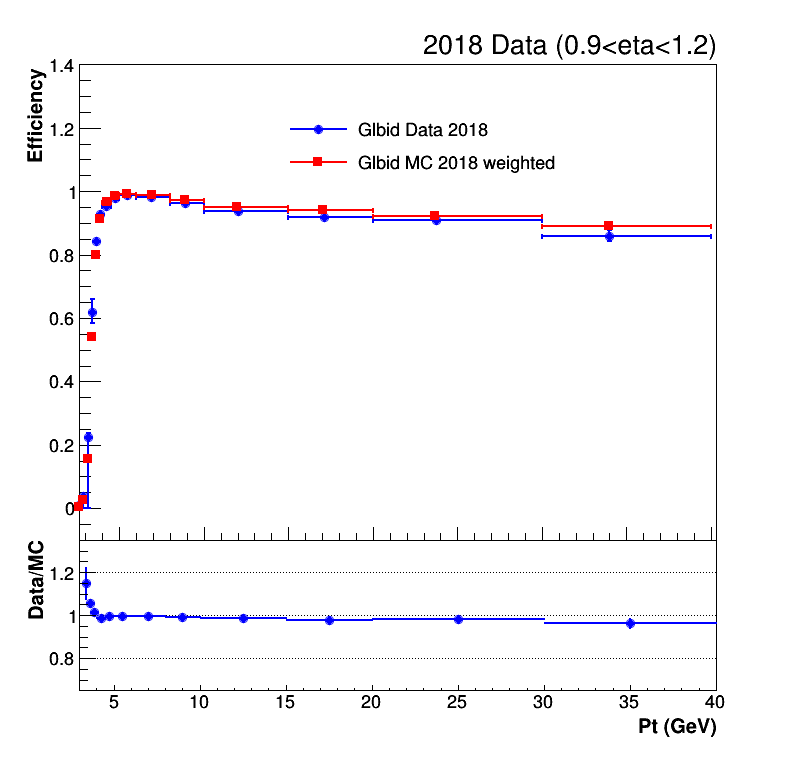 2018 Data (0.9<eta<1.2)
Efficiency
1.4
1.2
1
0.8
0.6
0.4
0.2
0
Glbid Data 2018
Glbid MC 2018 weighted
Data/MC
1.2
1
0.8
5 10 15 20 25 30 35 40
Pt (GeV)